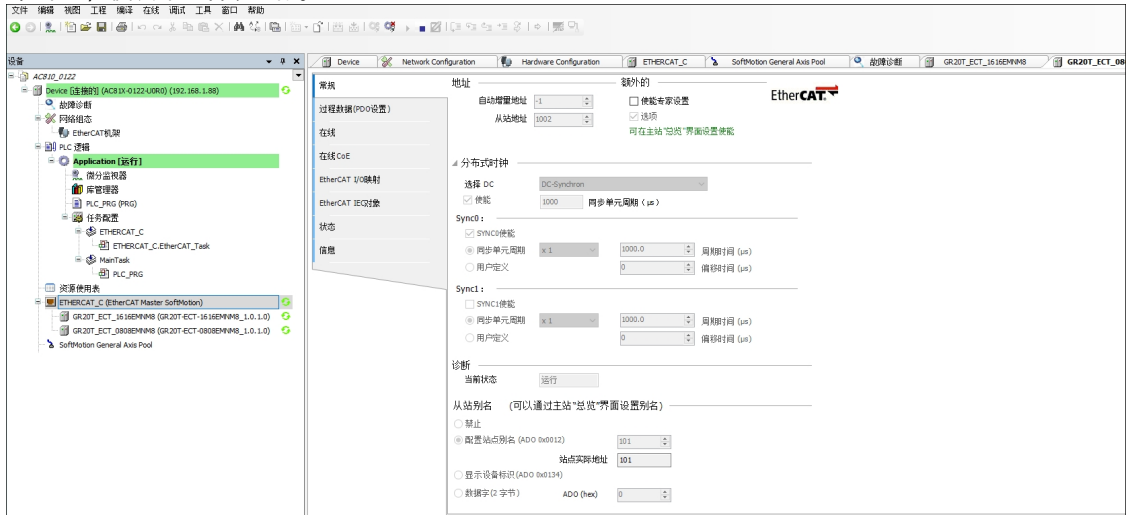 文件 编辑 视图 工程 编译 在线 调试 工具 窗口 帮助
设备
AC810_0122
Device [连接的] (AC81X-0122-U0R0) (192.168.1.88)
故障诊断
网络组态
EtherCAT机架
PLC 逻辑
Application [运行]
微分监视器
库管理器
PLC_PRG (PRG)
任务配置
ETHERCAT_C
ETHERCAT_C.EtherCAT_Task
MainTask
PLC_PRG
资源使用表
ETHERCAT_C (EtherCAT Master SoftMotion)
GR20T_ECT_1616EMNM8 (GR20T-ECT-1616EMNM8_1.0.1.0)
GR20T_ECT_0808EMNM8 (GR20T-ECT-0808EMNM8_1.0.1.0)
SoftMotion General Axis Pool
Device Network Configuration Hardware Configuration ETHERCAT_C SoftMotion General Axis Pool 故障诊断 GR20T_ECT_1616EMNM8 GR20T_ECT_08
常规
过程数据(PDO设置)
在线
在线CoE
EtherCAT I/O映射
EtherCAT IEC对象
状态
信息
地址
自动增量地址 -1
从站地址 1002
额外的
使能专家设置
选项
可在主站"总览"界面设置使能
EtherCAT
分布式时钟
选择 DC DC-Synchron
使能 1000 同步单元周期(μs)
Sync0:
SYNC0使能
同步单元周期 x 1 1000.0 周期时间(μs)
用户定义 0 偏移时间(μs)
Sync1:
SYNC1使能
同步单元周期 x 1 1000.0 周期时间(μs)
用户定义 0 偏移时间(μs)
诊断
当前状态 运行
从站别名 (可以通过主站"总览"界面设置别名)
禁止
配置站点别名 (ADO 0x0012) 101
站点实际地址 101
显示设备标识(ADO 0x0134)
数据字(2 字节) ADO (hex) 0